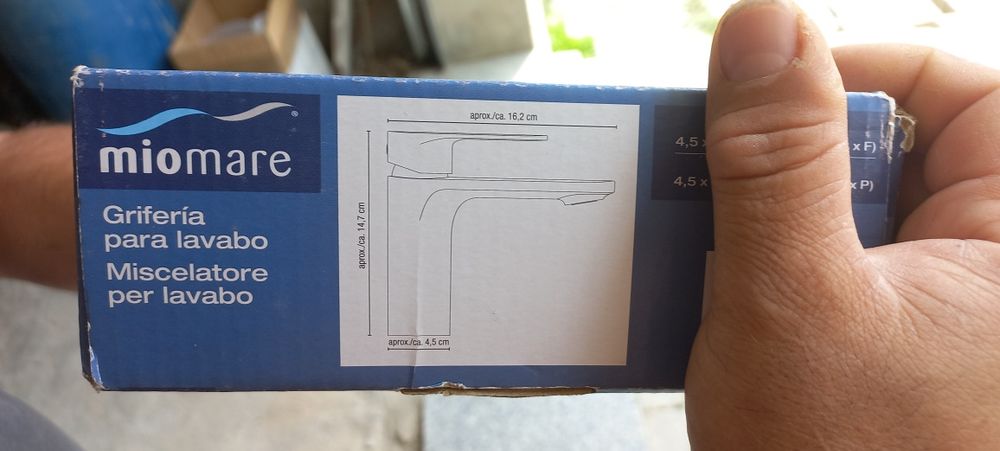 miomare
Grifería
para lavabo
Miscelatore
per lavabo
aprox./ca. 16,2 cm
aprox./ca. 14,7 cm
aprox./ca. 4,5 cm
4,5 x F)
4,5 x x P)